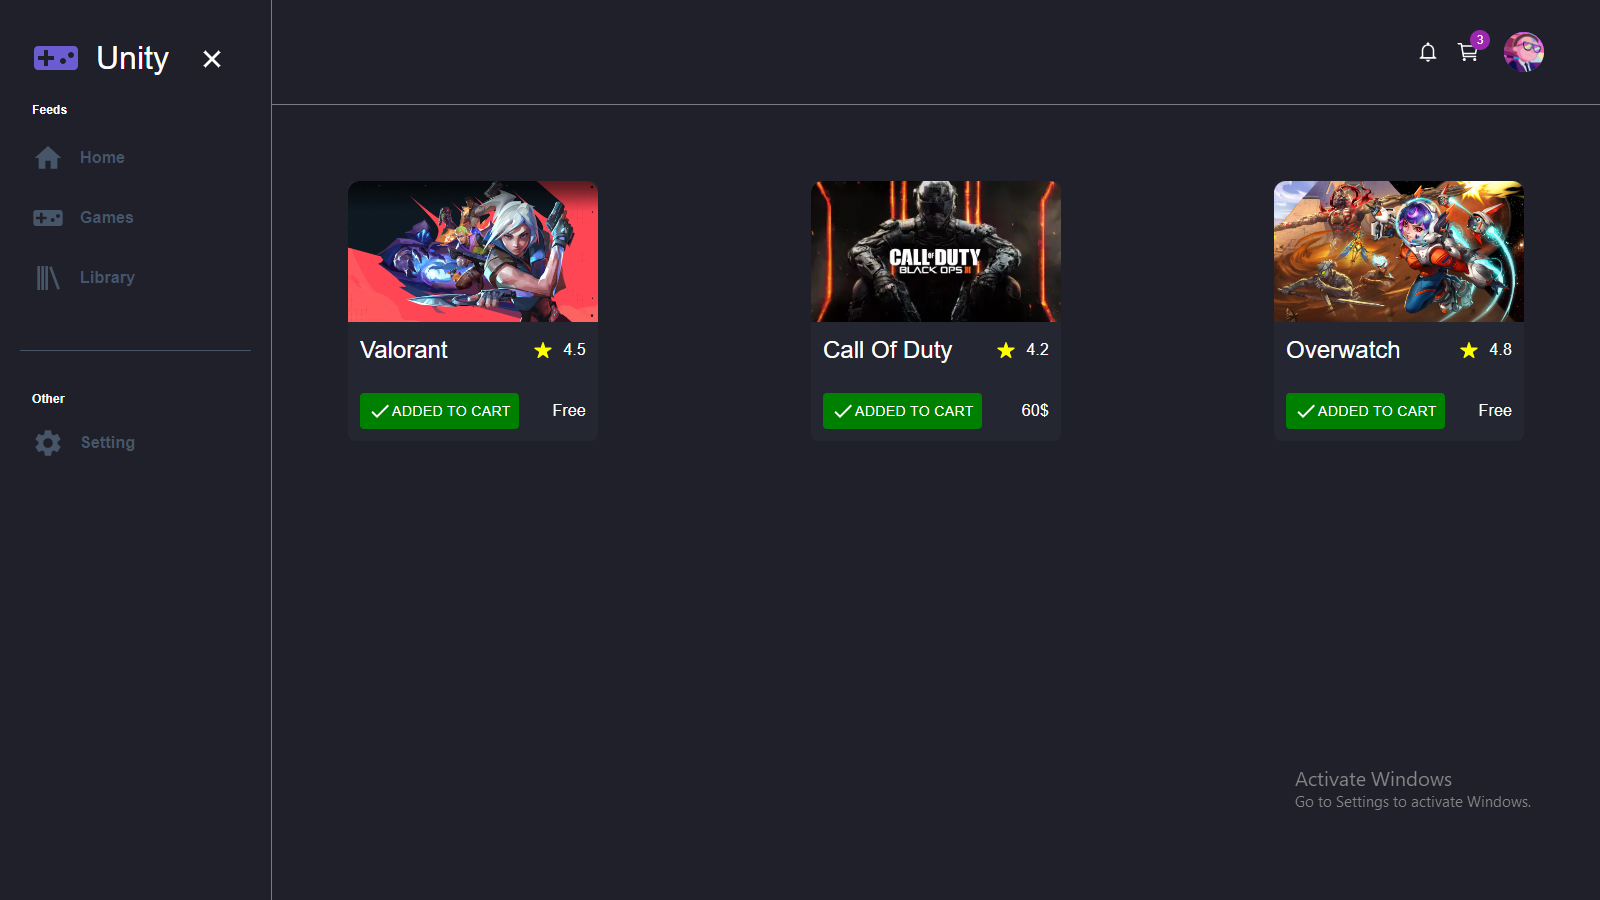 Unity
3
Feeds
Home
Games
Library
Other
Setting
CALL OF DUTY
BLACK OPS III
Valorant 4.5
ADDED TO CART Free
Call Of Duty 4.2
ADDED TO CART 60$
Overwatch 4.8
ADDED TO CART Free
Activate Windows
Go to Settings to activate Windows.